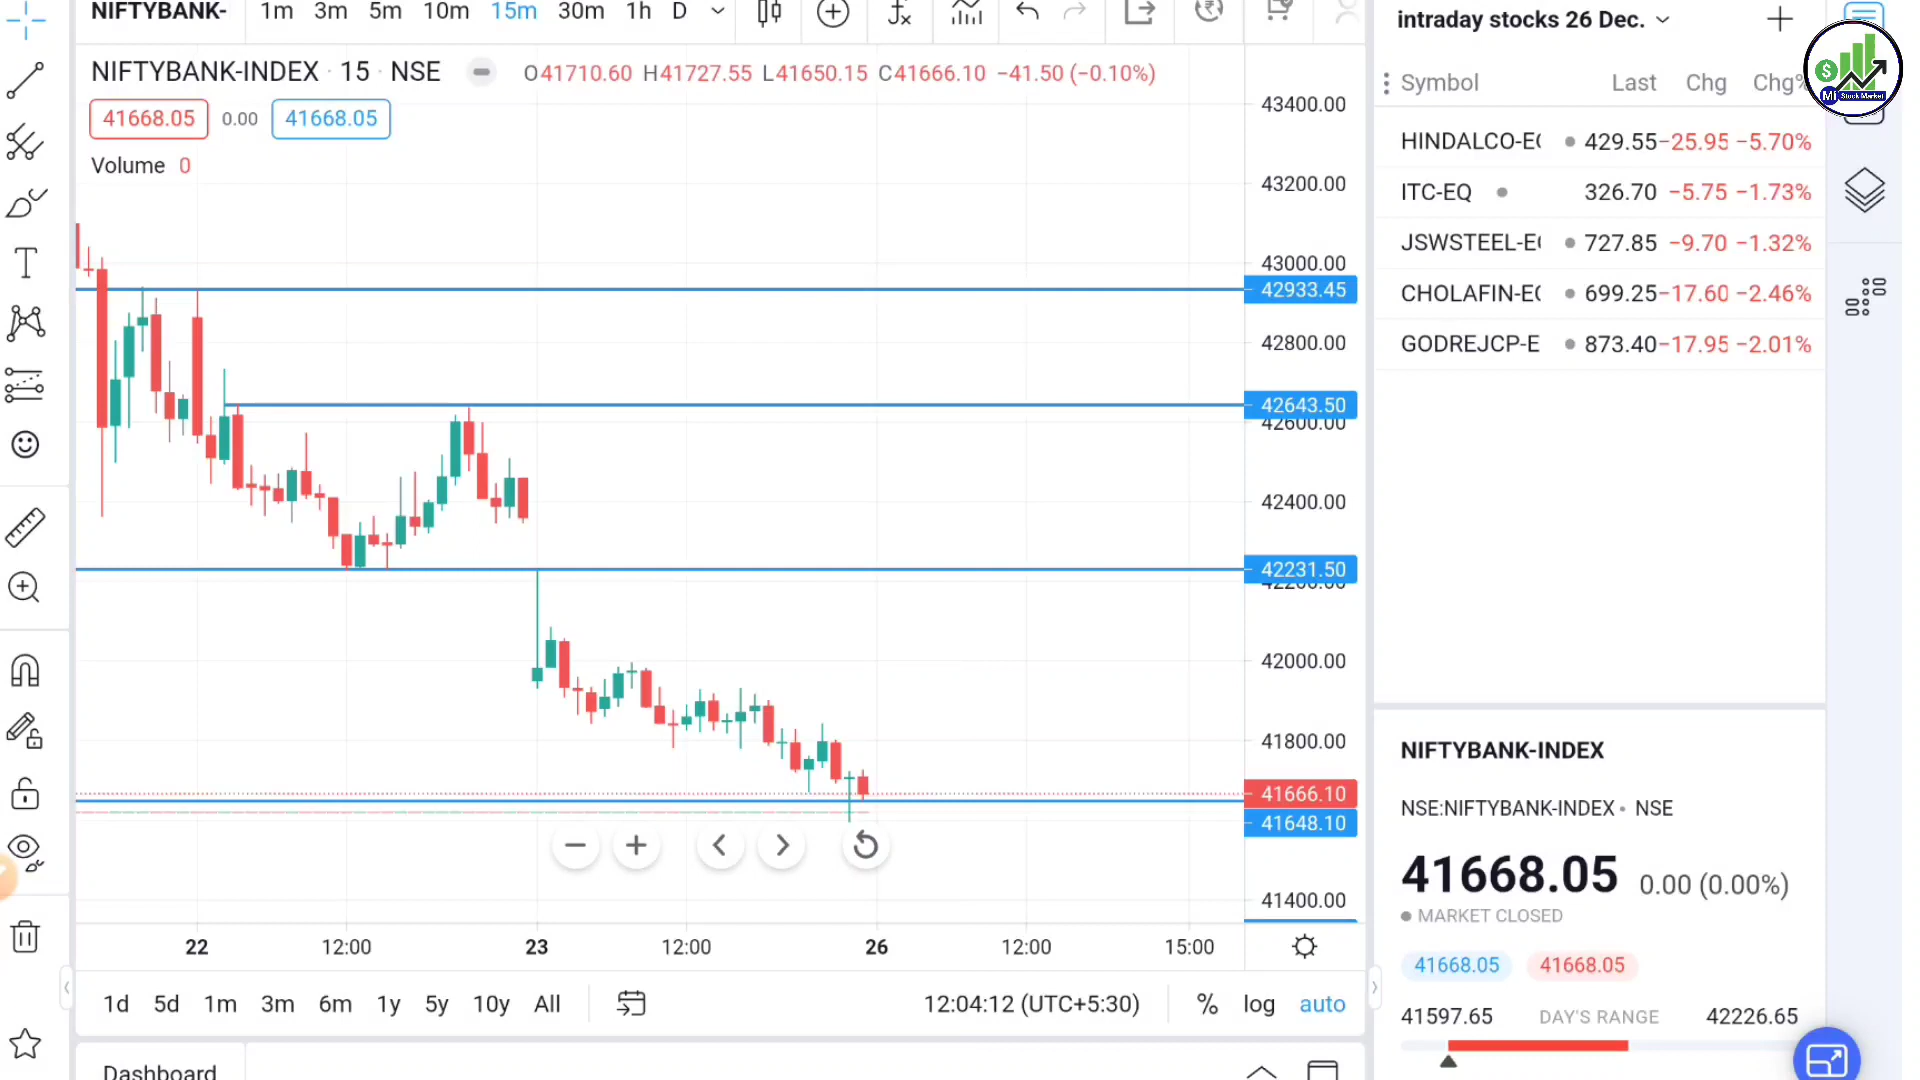 NIFTYBANK- 1m 3m 5m 10m 15m 30m 1h D
NIFTYBANK-INDEX · 15 · NSE O41710.60 H41727.55 L41650.15 C41666.10 −41.50 (−0.10%)
41668.05 0.00 41668.05
Volume 0
43400.00
43200.00
43000.00
42933.45
42800.00
42643.50
42600.00
42400.00
42231.50
42200.00
42000.00
41800.00
41666.10
41648.10
41400.00
22 12:00 23 12:00 26 12:00 15:00
1d 5d 1m 3m 6m 1y 5y 10y All 12:04:12 (UTC+5:30) % log auto
Dashboard
intraday stocks 26 Dec.
Symbol Last Chg Chg%
HINDALCO-EQ 429.55 −25.95 −5.70%
ITC-EQ 326.70 −5.75 −1.73%
JSWSTEEL-EQ 727.85 −9.70 −1.32%
CHOLAFIN-EQ 699.25 −17.60 −2.46%
GODREJCP-E 873.40 −17.95 −2.01%
Mi Stock Market
NIFTYBANK-INDEX
NSE:NIFTYBANK-INDEX • NSE
41668.05 0.00 (0.00%)
MARKET CLOSED
41668.05 41668.05
41597.65 DAY'S RANGE 42226.65